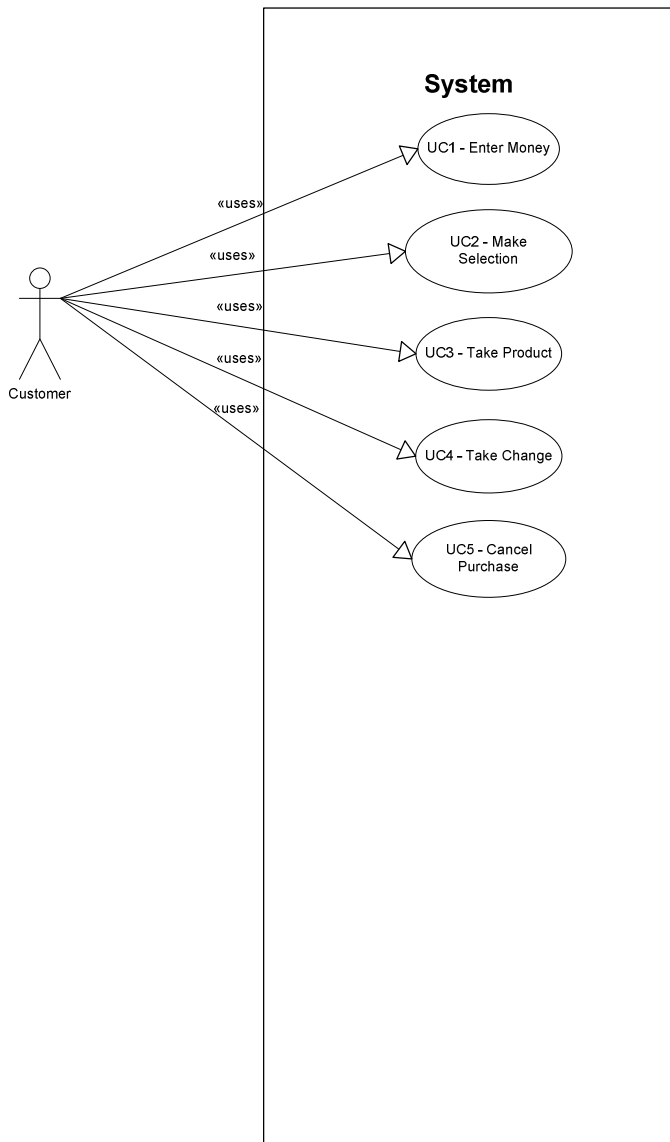 System
UC1 - Enter Money
«uses»
UC2 - Make
Selection
«uses»
«uses»
UC3 - Take Product
«uses»
Customer
«uses»
UC4 - Take Change
UC5 - Cancel
Purchase